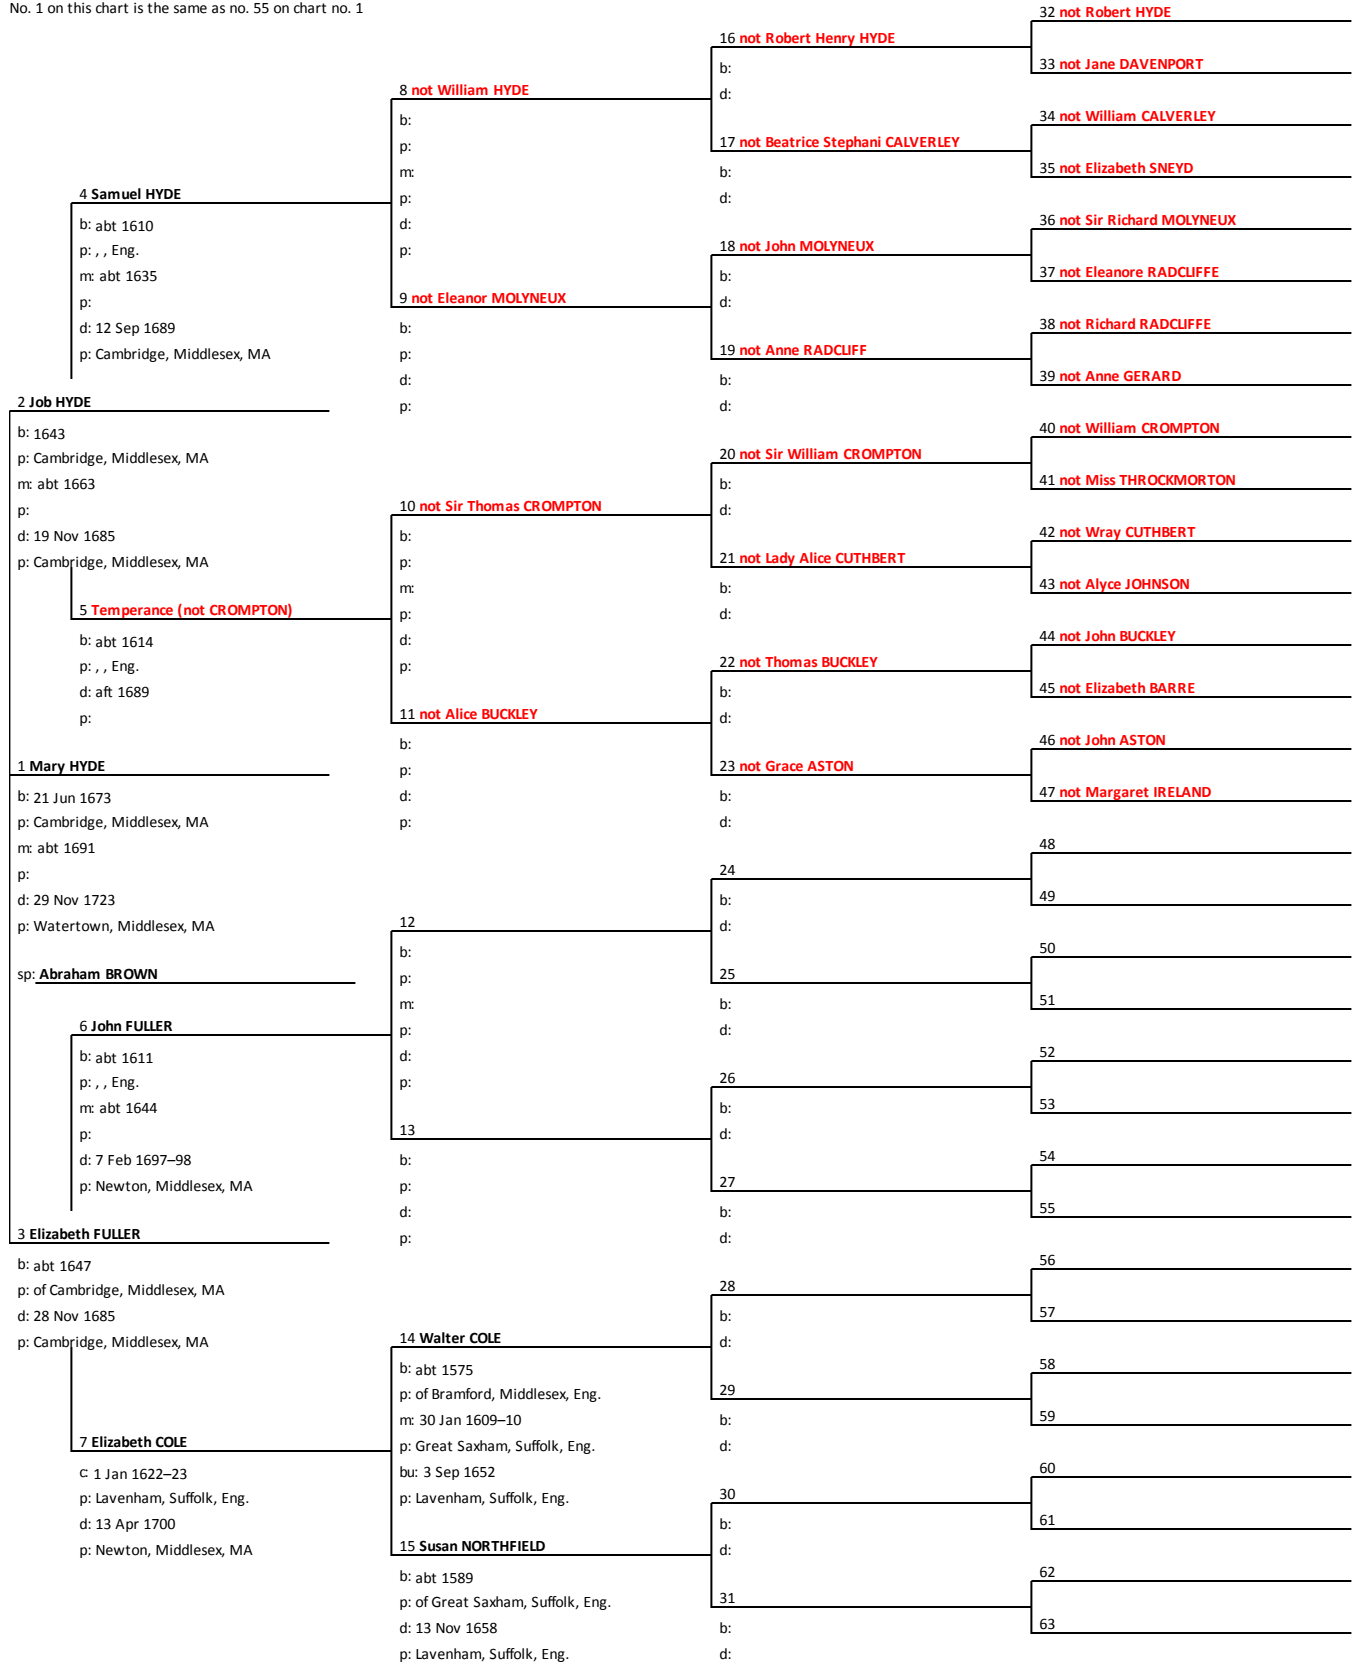 No. 1 on this chart is the same as no. 55 on chart no. 1
2 Job HYDE
b: 1643
p: Cambridge, Middlesex, MA
m: abt 1663
p:
d: 19 Nov 1685
p: Cambridge, Middlesex, MA
1 Mary HYDE
b: 21 Jun 1673
p: Cambridge, Middlesex, MA
m: abt 1691
p:
d: 29 Nov 1723
p: Watertown, Middlesex, MA
sp: Abraham BROWN
3 Elizabeth FULLER
b: abt 1647
p: of Cambridge, Middlesex, MA
d: 28 Nov 1685
p: Cambridge, Middlesex, MA
4 Samuel HYDE
b: abt 1610
p: , , Eng.
m: abt 1635
p:
d: 12 Sep 1689
p: Cambridge, Middlesex, MA
5 Temperance (not CROMPTON)
b: abt 1614
p: , , Eng.
d: aft 1689
p:
6 John FULLER
b: abt 1611
p: , , Eng.
m: abt 1644
p:
d: 7 Feb 1697–98
p: Newton, Middlesex, MA
7 Elizabeth COLE
c: 1 Jan 1622–23
p: Lavenham, Suffolk, Eng.
d: 13 Apr 1700
p: Newton, Middlesex, MA
8 not William HYDE
b:
p:
m:
p:
d:
p:
9 not Eleanor MOLYNEUX
b:
p:
d:
p:
10 not Sir Thomas CROMPTON
b:
p:
m:
p:
d:
p:
11 not Alice BUCKLEY
b:
p:
d:
p:
12
b:
p:
m:
p:
d:
p:
13
b:
p:
d:
p:
14 Walter COLE
b: abt 1575
p: of Bramford, Middlesex, Eng.
m: 30 Jan 1609–10
p: Great Saxham, Suffolk, Eng.
bu: 3 Sep 1652
p: Lavenham, Suffolk, Eng.
15 Susan NORTHFIELD
b: abt 1589
p: of Great Saxham, Suffolk, Eng.
d: 13 Nov 1658
p: Lavenham, Suffolk, Eng.
16 not Robert Henry HYDE
b:
d:
17 not Beatrice Stephani CALVERLEY
b:
d:
18 not John MOLYNEUX
b:
d:
19 not Anne RADCLIFF
b:
d:
20 not Sir William CROMPTON
b:
d:
21 not Lady Alice CUTHBERT
b:
d:
22 not Thomas BUCKLEY
b:
d:
23 not Grace ASTON
b:
d:
24
b:
d:
25
b:
d:
26
b:
d:
27
b:
d:
28
b:
d:
29
b:
d:
30
b:
d:
31
b:
d:
32 not Robert HYDE
33 not Jane DAVENPORT
34 not William CALVERLEY
35 not Elizabeth SNEYD
36 not Sir Richard MOLYNEUX
37 not Eleanore RADCLIFFE
38 not Richard RADCLIFFE
39 not Anne GERARD
40 not William CROMPTON
41 not Miss THROCKMORTON
42 not Wray CUTHBERT
43 not Alyce JOHNSON
44 not John BUCKLEY
45 not Elizabeth BARRE
46 not John ASTON
47 not Margaret IRELAND
48
49
50
51
52
53
54
55
56
57
58
59
60
61
62
63